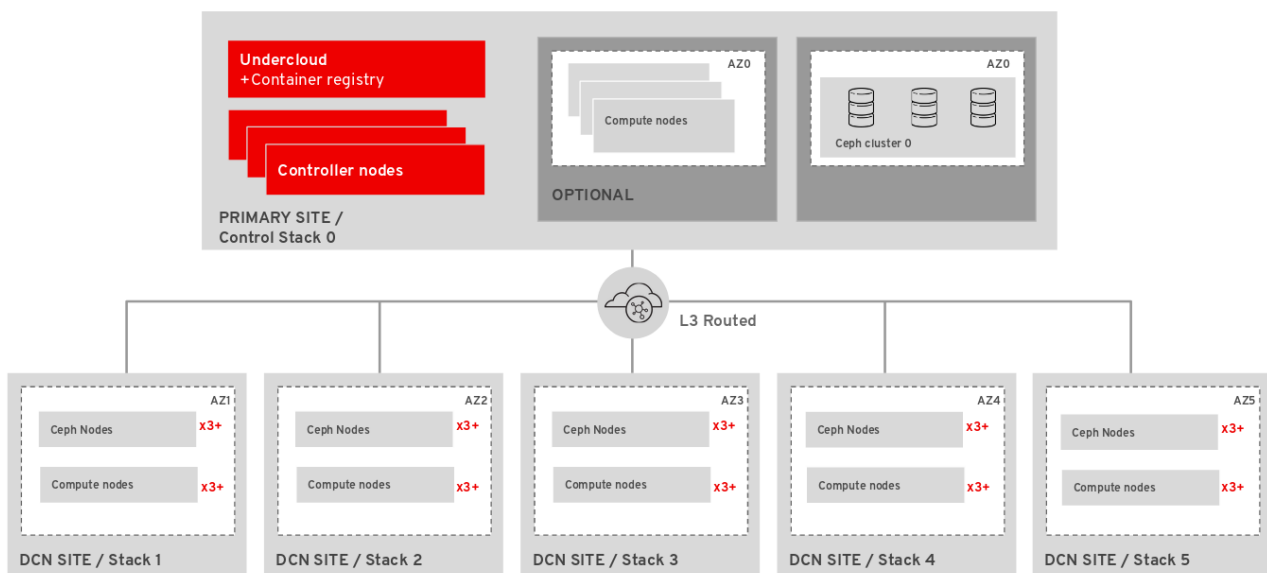 Undercloud
+Container registry
Controller nodes
PRIMARY SITE /
Control Stack 0
AZ0
Compute nodes
OPTIONAL
AZ0
Ceph cluster 0
L3 Routed
AZ1
Ceph Nodes
x3+
Compute nodes
x3+
DCN SITE / Stack 1
AZ2
Ceph Nodes
x3+
Compute nodes
x3+
DCN SITE / Stack 2
AZ3
Ceph Nodes
x3+
Compute nodes
x3+
DCN SITE / Stack 3
AZ4
Ceph Nodes
x3+
Compute nodes
x3+
DCN SITE / Stack 4
AZ5
Ceph Nodes
x3+
Compute nodes
x3+
DCN SITE / Stack 5